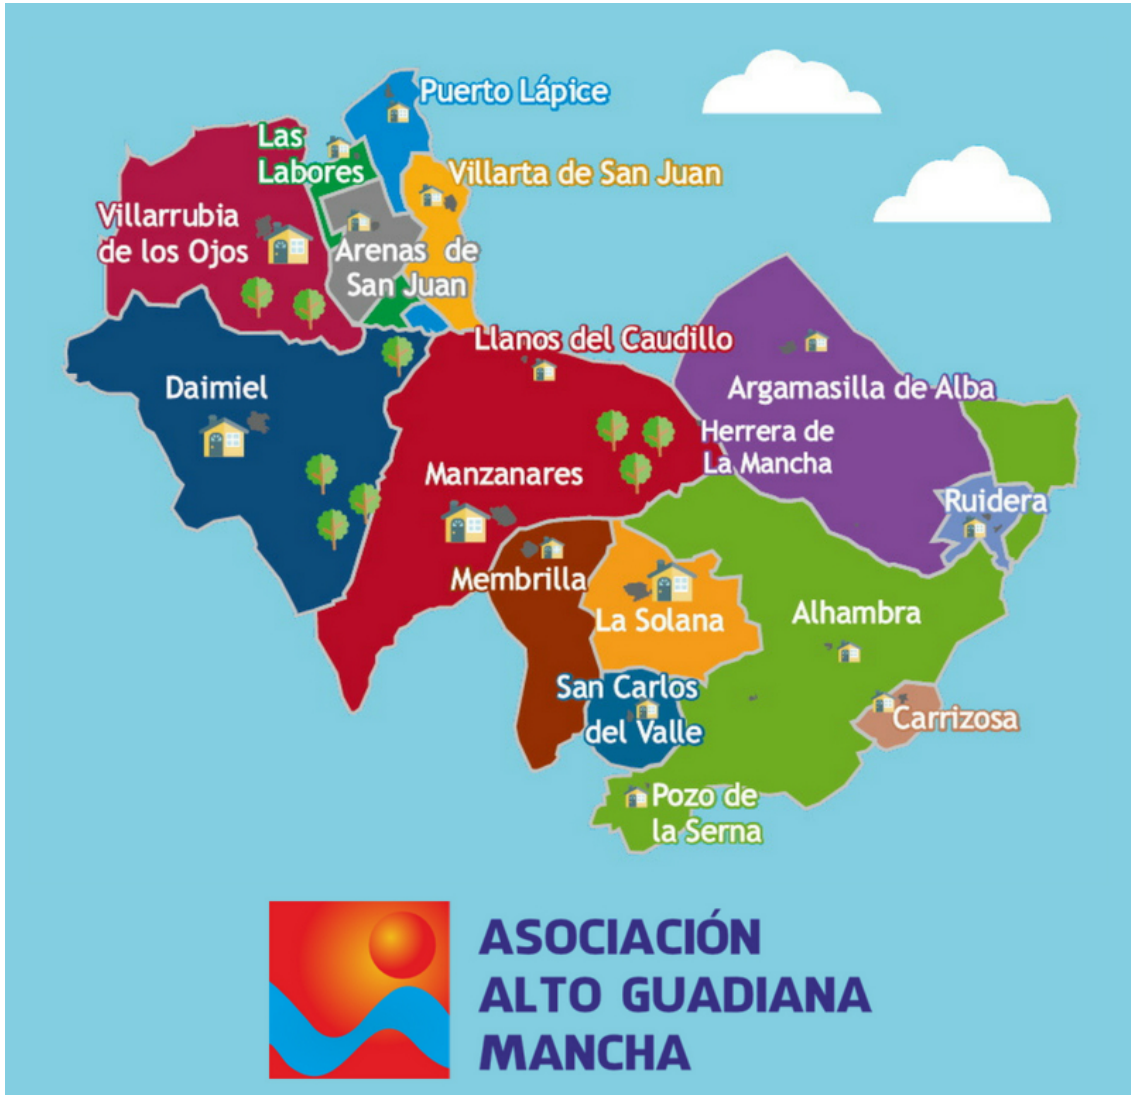 Puerto Lápice
Las
Labores
Villarta de San Juan
Villarrubia
de los Ojos
Arenas de
San Juan
Llanos del Caudillo
Daimiel
Argamasilla de Alba
Herrera de
La Mancha
Manzanares
Ruidera
Membrilla
La Solana
Alhambra
San Carlos
del Valle
Carrizosa
Pozo de
la Serna
ASOCIACIÓN
ALTO GUADIANA
MANCHA